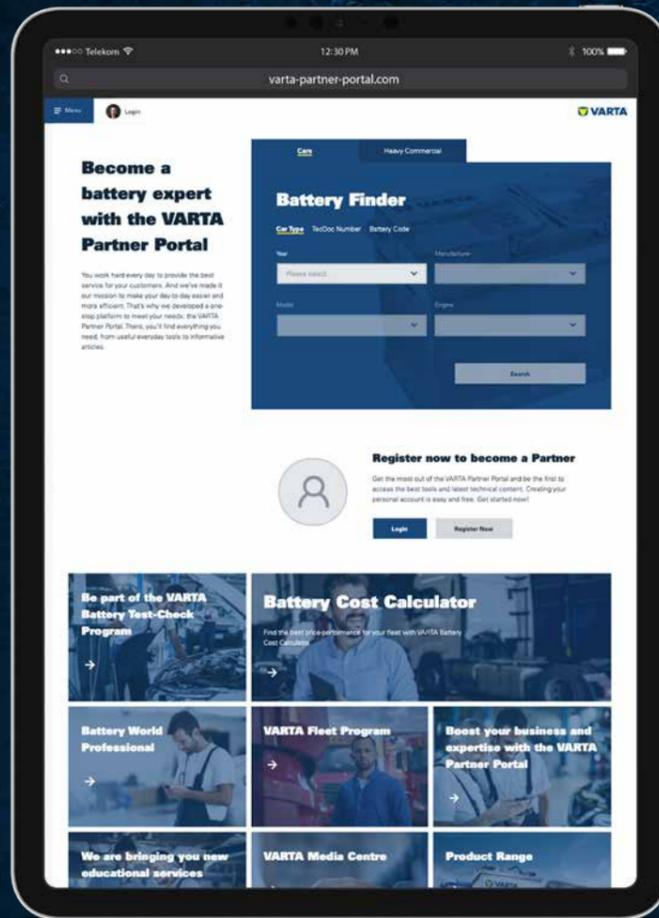 Telekom
12:30 PM
100%
varta-partner-portal.com
Menu
Login
VARTA
Become a
battery expert
with the VARTA
Partner Portal
You work hard every day to provide the best
service for your customers. And we've made it
our mission to make your day-to-day easier and
more efficient. That's why we developed a one-
stop platform to meet your needs: the VARTA
Partner Portal. There, you'll find everything you
need, from useful everyday tools to informative
articles.
Cars
Heavy Commercial
Battery Finder
Car Type TecDoc Number Battery Code
Year
Manufacturer
Please select
Model
Engine
Search
Register now to become a Partner
Get the most out of the VARTA Partner Portal and be the first to
access the best tools and latest technical content. Creating your
personal account is easy and free. Get started now!
Login
Register Now
Be part of the VARTA
Battery Test-Check
Program
Battery Cost Calculator
Find the best price-performance for your fleet with VARTA Battery
Cost Calculator
Battery World
Professional
VARTA Fleet Program
Boost your business and
expertise with the VARTA
Partner Portal
We are bringing you new
educational services
VARTA Media Centre
Product Range
VARTA